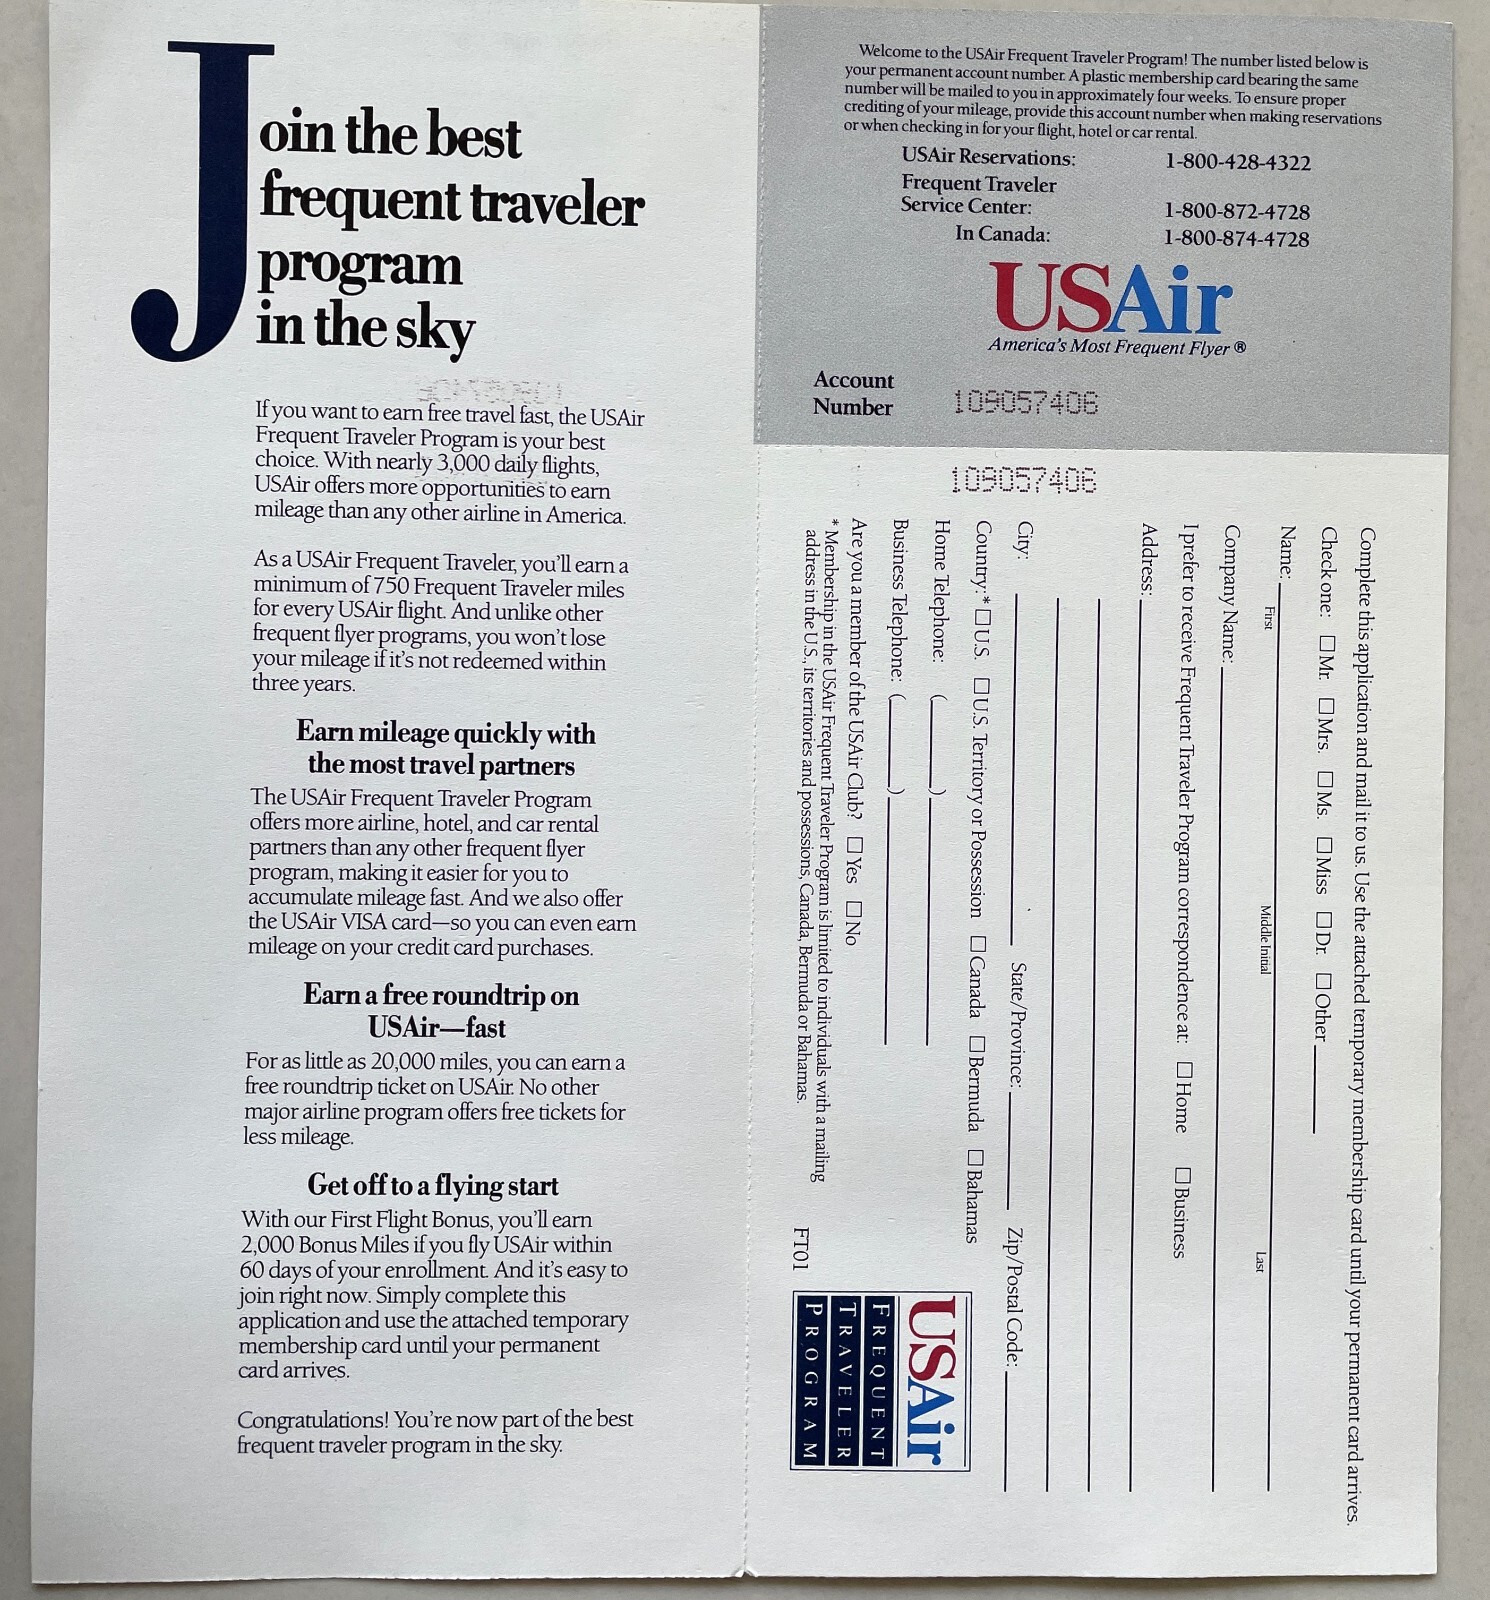 Join the best
frequent traveler
program
in the sky
If you want to earn free travel fast, the USAir
Frequent Traveler Program is your best
choice. With nearly 3,000 daily flights,
USAir offers more opportunities to earn
mileage than any other airline in America.
As a USAir Frequent Traveler, you'll earn a
minimum of 750 Frequent Traveler miles
for every USAir flight. And unlike other
frequent flyer programs, you won't lose
your mileage if it's not redeemed within
three years.
Earn mileage quickly with
the most travel partners
The USAir Frequent Traveler Program
offers more airline, hotel, and car rental
partners than any other frequent flyer
program, making it easier for you to
accumulate mileage fast. And we also offer
the USAir VISA card—so you can even earn
mileage on your credit card purchases.
Earn a free roundtrip on
USAir—fast
For as little as 20,000 miles, you can earn a
free roundtrip ticket on USAir. No other
major airline program offers free tickets for
less mileage.
Get off to a flying start
With our First Flight Bonus, you'll earn
2,000 Bonus Miles if you fly USAir within
60 days of your enrollment. And it's easy to
join right now. Simply complete this
application and use the attached temporary
membership card until your permanent
card arrives.
Congratulations! You're now part of the best
frequent traveler program in the sky.
Welcome to the USAir Frequent Traveler Program! The number listed below is
your permanent account number. A plastic membership card bearing the same
number will be mailed to you in approximately four weeks. To ensure proper
crediting of your mileage, provide this account number when making reservations
or when checking in for your flight, hotel or car rental.
USAir Reservations: 1-800-428-4322
Frequent Traveler
Service Center: 1-800-872-4728
In Canada: 1-800-874-4728
USAir
America's Most Frequent Flyer ®
Account
Number 109057406
109057406
Complete this application and mail it to us. Use the attached temporary membership card until your permanent card arrives.
Check one: Mr. Mrs. Ms. Miss Dr. Other
Name:
First Middle Initial Last
Company Name:
I prefer to receive Frequent Traveler Program correspondence at: Home Business
Address:
City: State/Province: Zip/Postal Code:
Country:* U.S. U.S. Territory or Possession Canada Bermuda Bahamas
Home Telephone: ( )
Business Telephone: ( )
Are you a member of the USAir Club? Yes No
* Membership in the USAir Frequent Traveler Program is limited to individuals with a mailing
address in the U.S., its territories and possessions, Canada, Bermuda or Bahamas.
FT01
USAir
FREQUENT
TRAVELER
PROGRAM